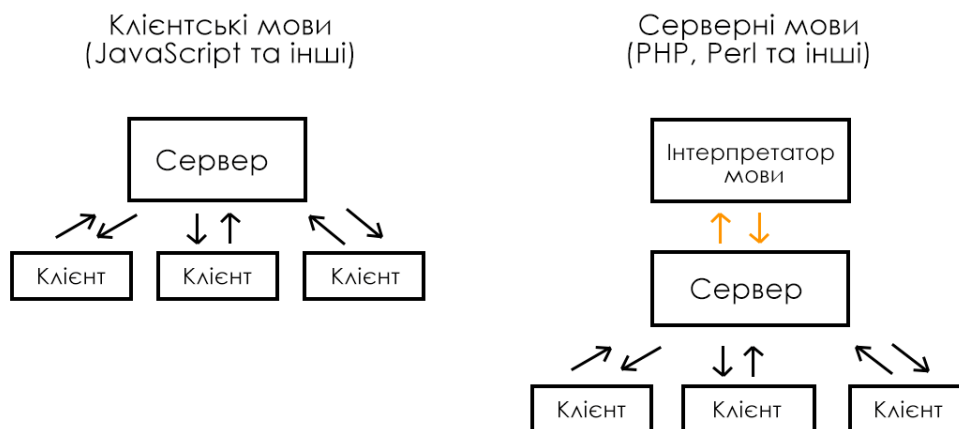 Клієнтські мови
(JavaScript та інші)
Сервер
Клієнт
Клієнт
Клієнт
Серверні мови
(PHP, Perl та інші)
Інтерпретатор
мови
Сервер
Клієнт
Клієнт
Клієнт